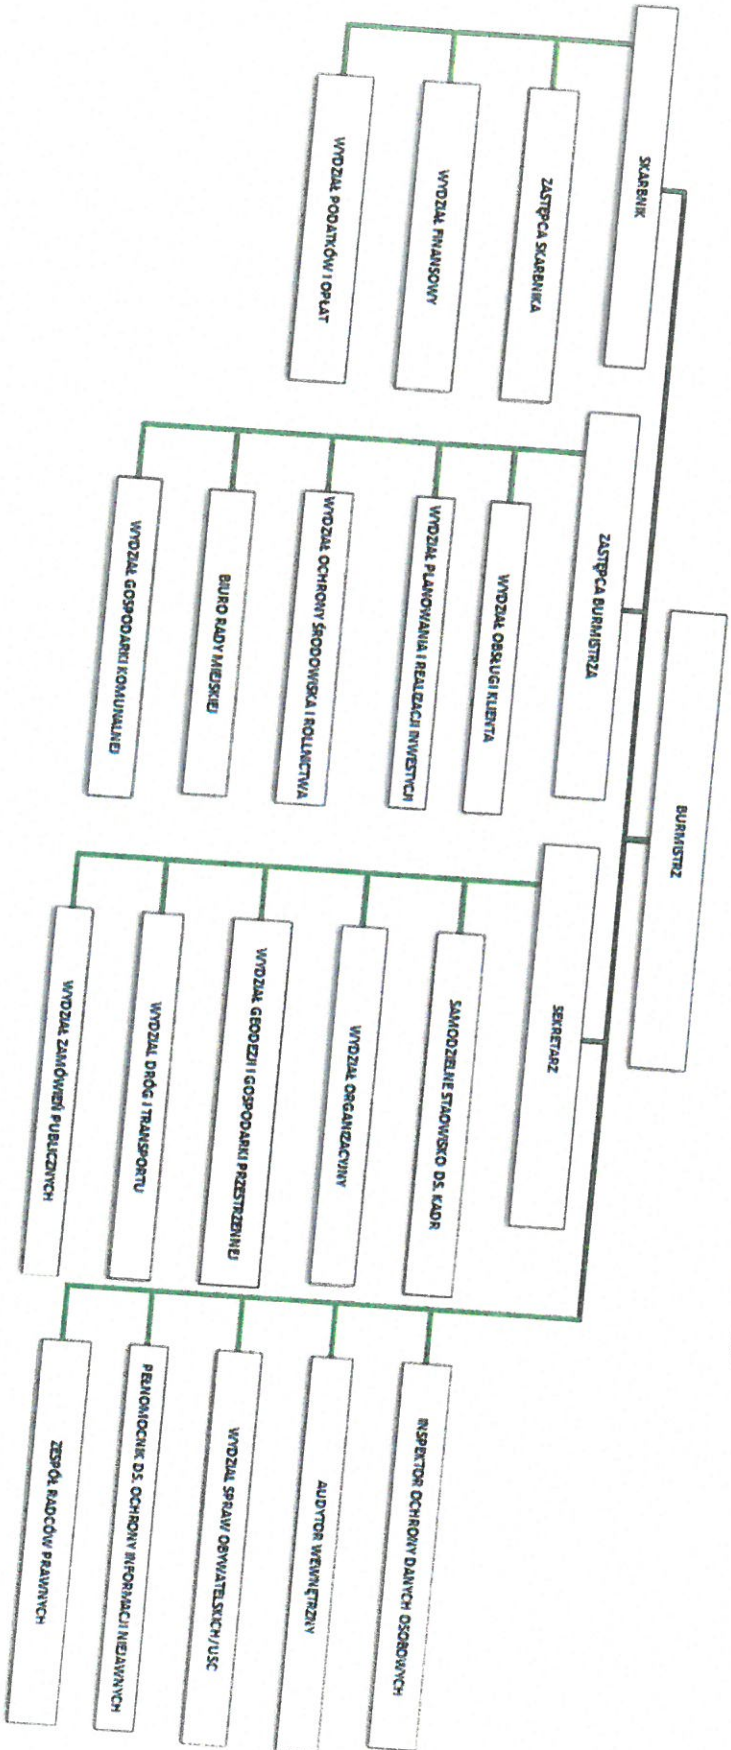 BURMISTRZ
SKARBNIK
ZASTĘPCA SKARBNIKA
WYDZIAŁ FINANSOWY
WYDZIAŁ PODATKÓW I OPŁAT
ZASTĘPCA BURMISTRZA
WYDZIAŁ OBSŁUGI KLIENTA
WYDZIAŁ PLANOWANIA I REALIZACJI INWESTYCJI
WYDZIAŁ OCHRONY ŚRODOWISKA I ROLLNICTWA
BIURO RADY MIEJSKIEJ
WYDZIAŁ GOSPODARKI KOMUNALNEJ
SEKRETARZ
SAMODZIELNE STAOWISKO DS. KADR
WYDZIAŁ ORGANIZACYJNY
WYDZIAŁ GEODEZJI I GOSPODARKI PRZESTRZENNEJ
WYDZIAŁ DRÓG I TRANSPORTU
WYDZIAŁ ZAMÓWIEŃ PUBLICZNYCH
INSPEKTOR OCHRONY DANYCH OSOBOWYCH
AUDYTOR WEWNĘTRZNY
WYDZIAŁ SPRAW OBYWATELSKICH/USC
PEŁNOMOCNIK DS. OCHRONY INFORMACJI NIEJAWNYCH
ZESPÓŁ RADCÓW PRAWNYCH